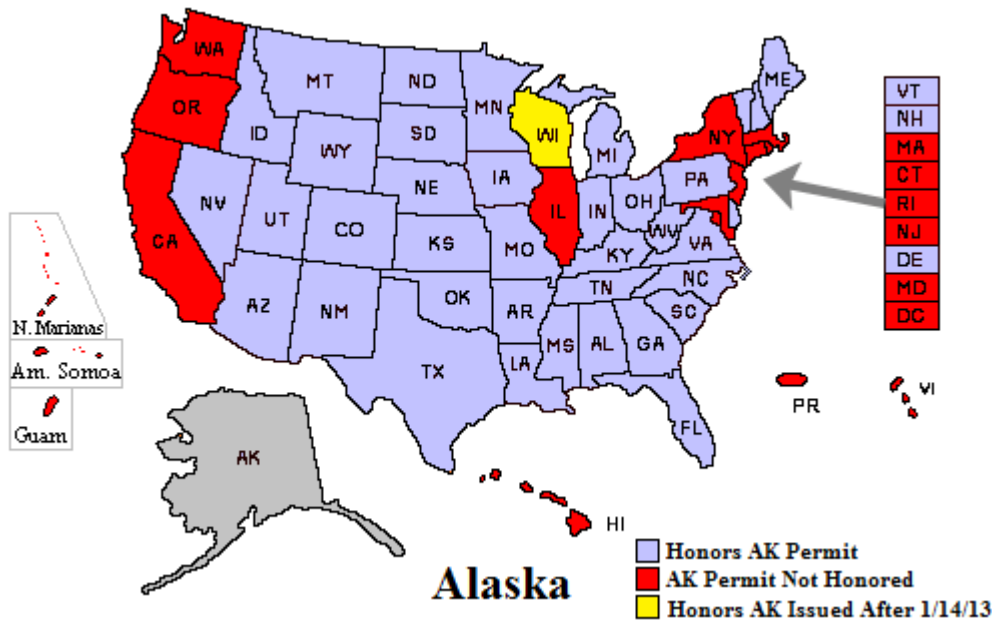 WA
MT
ND
MN
ME
VT
OR
NH
ID
SD
WI
NY
MA
WY
MI
CT
NE
IA
PA
RI
NV
UT
CO
IL
IN
OH
NJ
CA
KS
MO
WV
VA
DE
KY
MD
AZ
NM
OK
AR
TN
NC
DC
SC
N. Marianas
TX
LA
MS
AL
GA
Am. Somoa
PR
VI
Guam
FL
AK
HI
Honors AK Permit
Alaska
AK Permit Not Honored
Honors AK Issued After 1/14/13